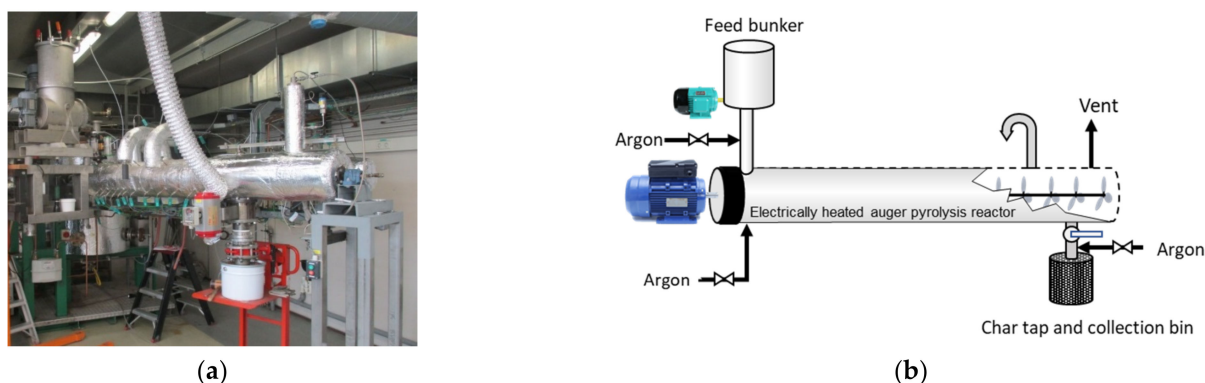 Feed bunker
Argon
Vent
Electrically heated auger pyrolysis reactor
Argon
Argon
Char tap and collection bin
(a)
(b)